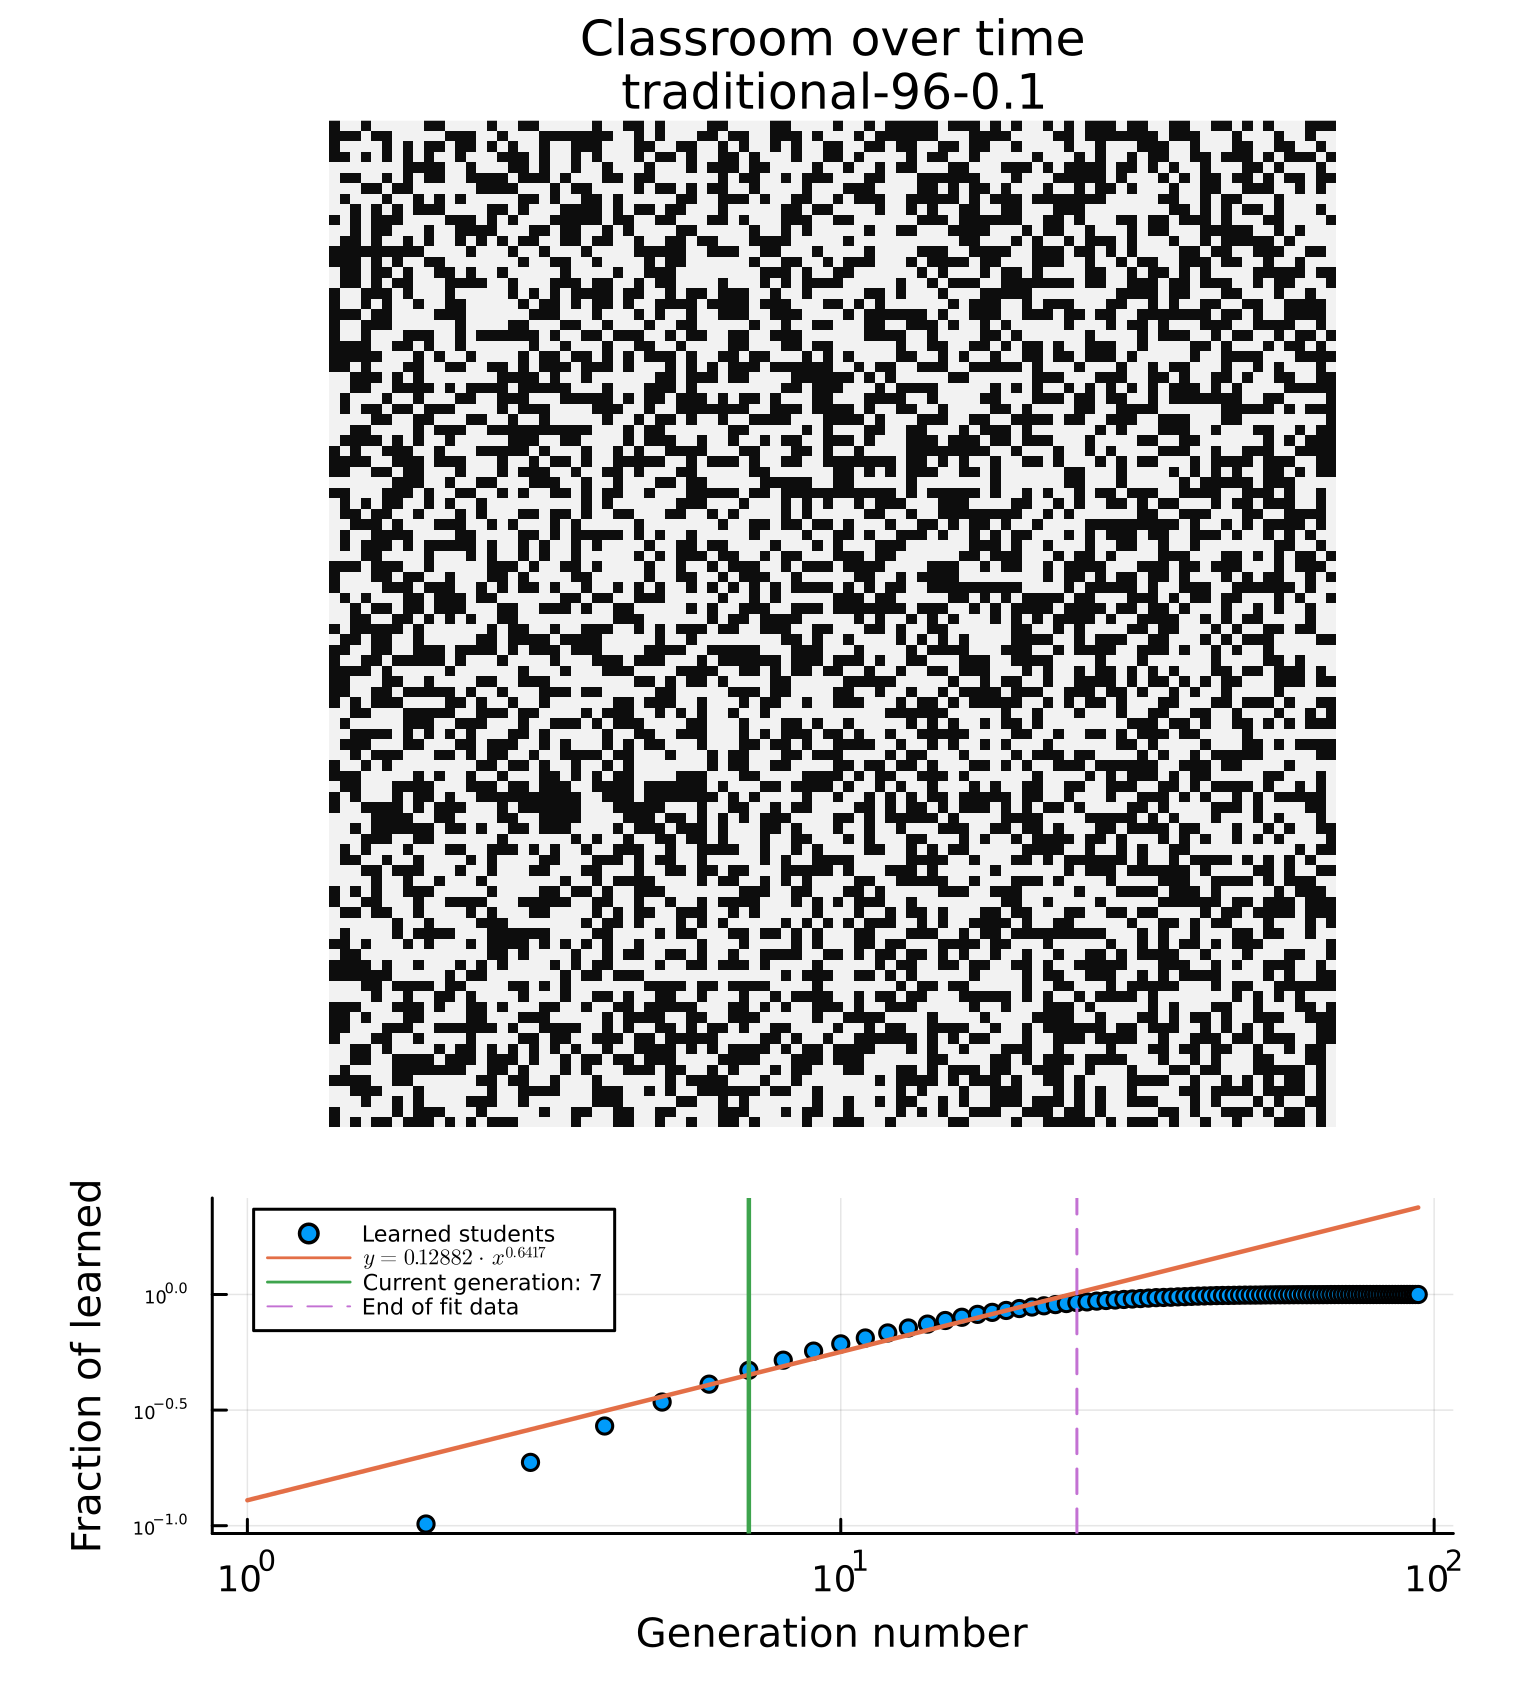 Classroom over time
traditional-96-0.1
Fraction of learned
Learned students
y = 0.12882 · x^0.6417
Current generation: 7
End of fit data
10^0.0
10^−0.5
10^−1.0
10^0 10^1 10^2
Generation number